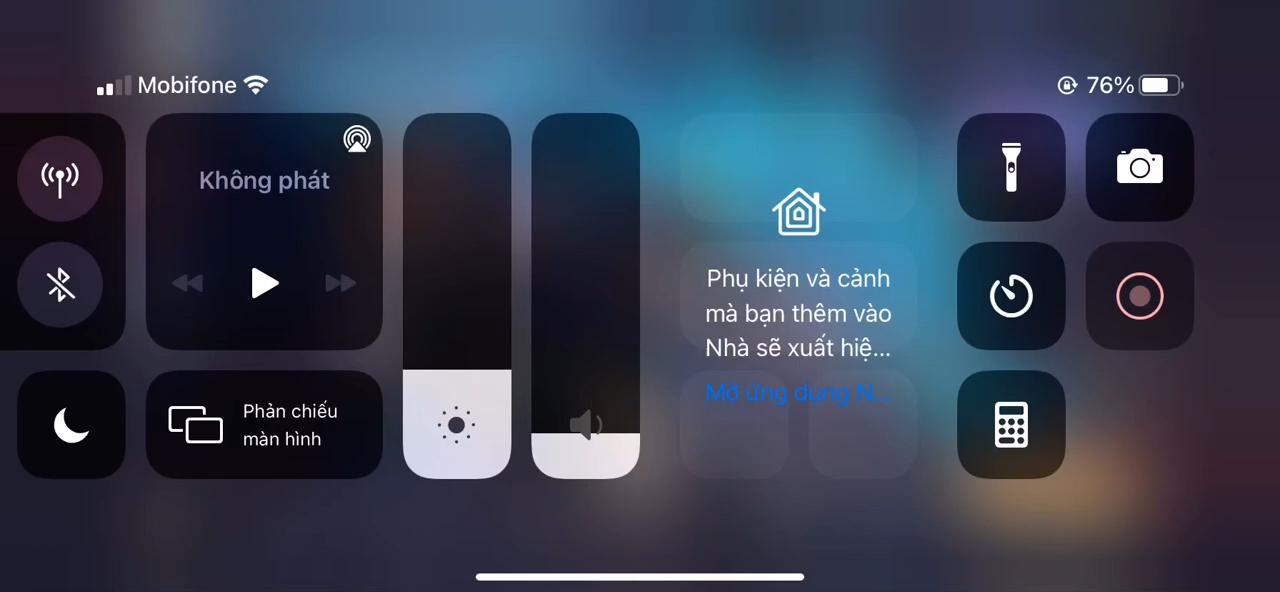 Mobifone
76%
Không phát
Phản chiếu
màn hình
Phụ kiện và cảnh
mà bạn thêm vào
Nhà sẽ xuất hiệ...
Mở ứng dụng N...